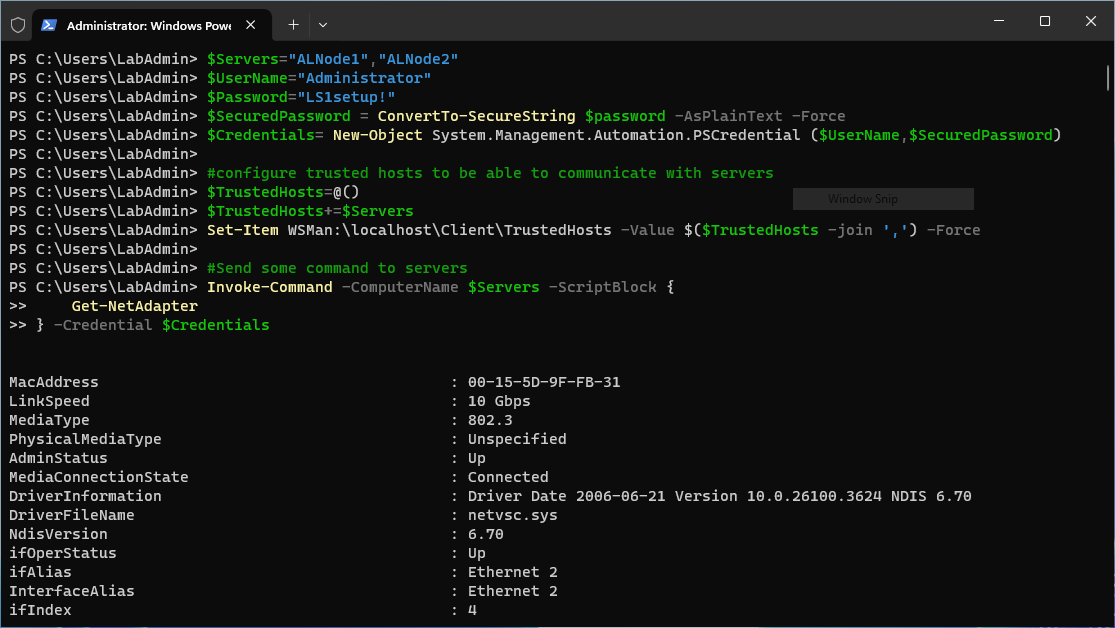 Administrator: Windows Powe
PS C:\Users\LabAdmin> $Servers="ALNode1","ALNode2"
PS C:\Users\LabAdmin> $UserName="Administrator"
PS C:\Users\LabAdmin> $Password="LS1setup!"
PS C:\Users\LabAdmin> $SecuredPassword = ConvertTo-SecureString $password -AsPlainText -Force
PS C:\Users\LabAdmin> $Credentials= New-Object System.Management.Automation.PSCredential ($UserName,$SecuredPassword)
PS C:\Users\LabAdmin>
PS C:\Users\LabAdmin> #configure trusted hosts to be able to communicate with servers
PS C:\Users\LabAdmin> $TrustedHosts=@()
Window Snip
PS C:\Users\LabAdmin> $TrustedHosts+=$Servers
PS C:\Users\LabAdmin> Set-Item WSMan:\localhost\Client\TrustedHosts -Value $($TrustedHosts -join ',') -Force
PS C:\Users\LabAdmin>
PS C:\Users\LabAdmin> #Send some command to servers
PS C:\Users\LabAdmin> Invoke-Command -ComputerName $Servers -ScriptBlock {
>>     Get-NetAdapter
>> } -Credential $Credentials
MacAddress : 00-15-5D-9F-FB-31
LinkSpeed : 10 Gbps
MediaType : 802.3
PhysicalMediaType : Unspecified
AdminStatus : Up
MediaConnectionState : Connected
DriverInformation : Driver Date 2006-06-21 Version 10.0.26100.3624 NDIS 6.70
DriverFileName : netvsc.sys
NdisVersion : 6.70
ifOperStatus : Up
ifAlias : Ethernet 2
InterfaceAlias : Ethernet 2
ifIndex : 4